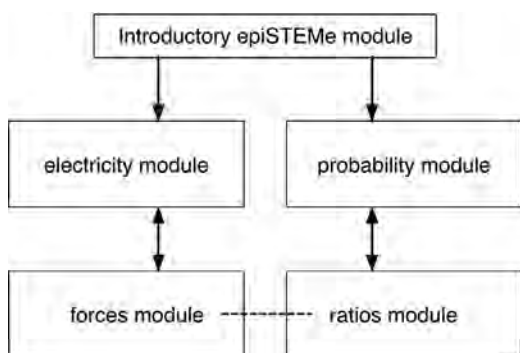 Introductory epiSTEMe module
electricity module
probability module
forces module
ratios module